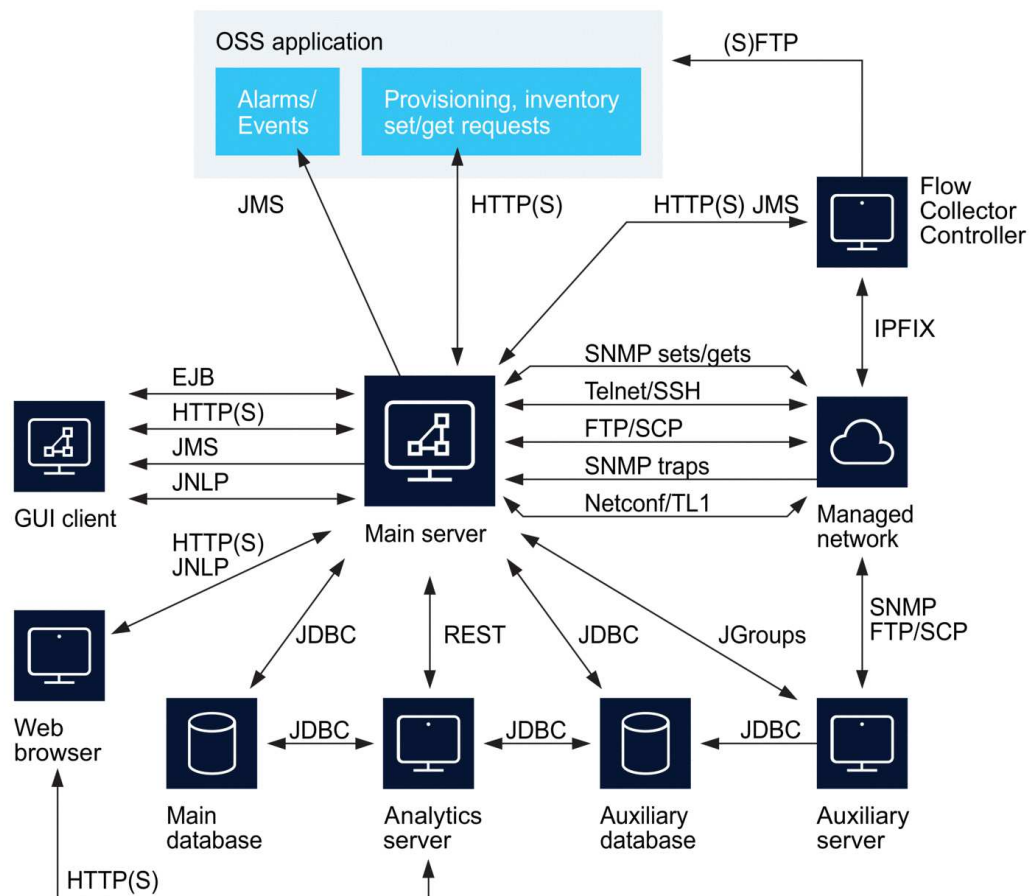 OSS application
(S)FTP
Alarms/
Events
Provisioning, inventory
set/get requests
JMS
HTTP(S)
HTTP(S) JMS
Flow
Collector
Controller
IPFIX
SNMP sets/gets
EJB
Telnet/SSH
HTTP(S)
FTP/SCP
JMS
SNMP traps
JNLP
Netconf/TL1
GUI client
Main server
Managed
network
HTTP(S)
JNLP
SNMP
FTP/SCP
JDBC
REST
JDBC
JGroups
Web
browser
JDBC
JDBC
JDBC
Main
database
Analytics
server
Auxiliary
database
Auxiliary
server
HTTP(S)